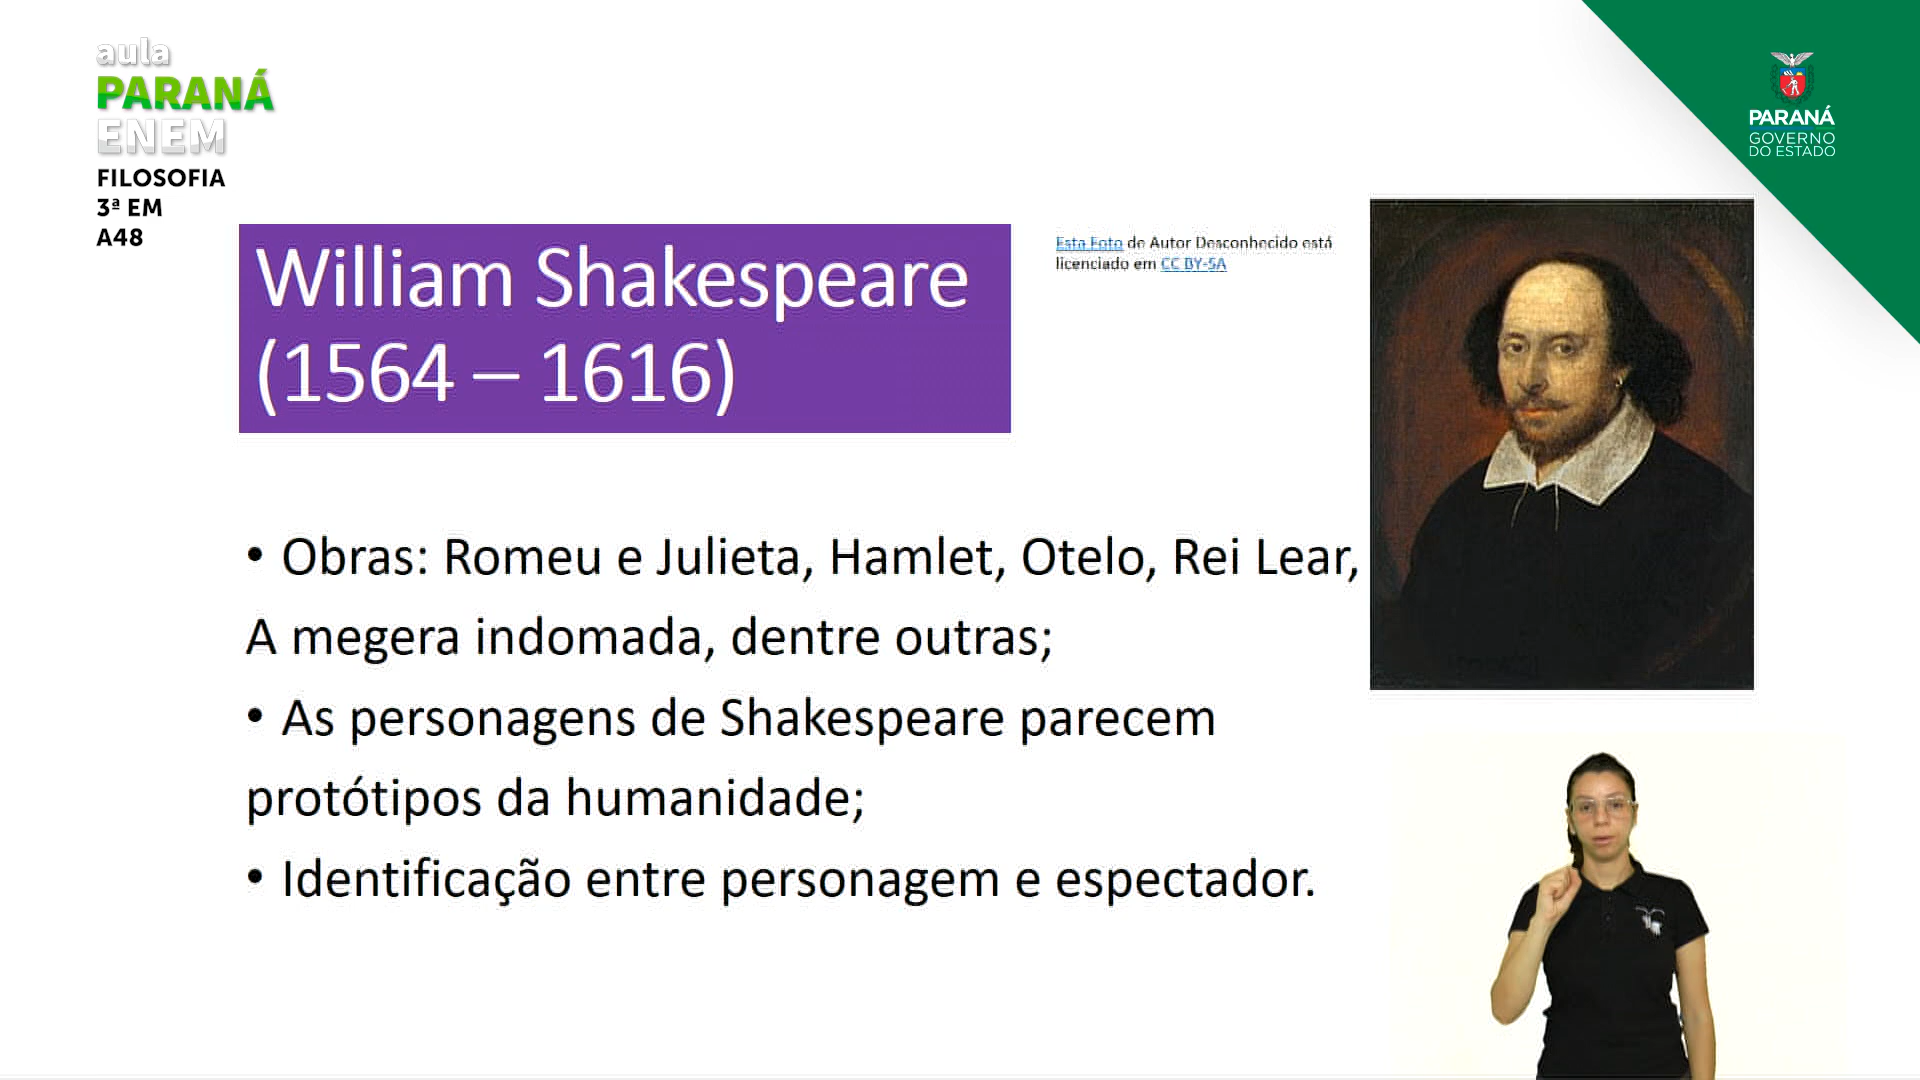 aula
PARANÁ
ENEM
FILOSOFIA
3ª EM
A48
PARANÁ
GOVERNO
DO ESTADO
William Shakespeare
(1564 – 1616)
Esta Foto de Autor Desconhecido está
licenciado em CC BY-SA
• Obras: Romeu e Julieta, Hamlet, Otelo, Rei Lear,
A megera indomada, dentre outras;
• As personagens de Shakespeare parecem
protótipos da humanidade;
• Identificação entre personagem e espectador.